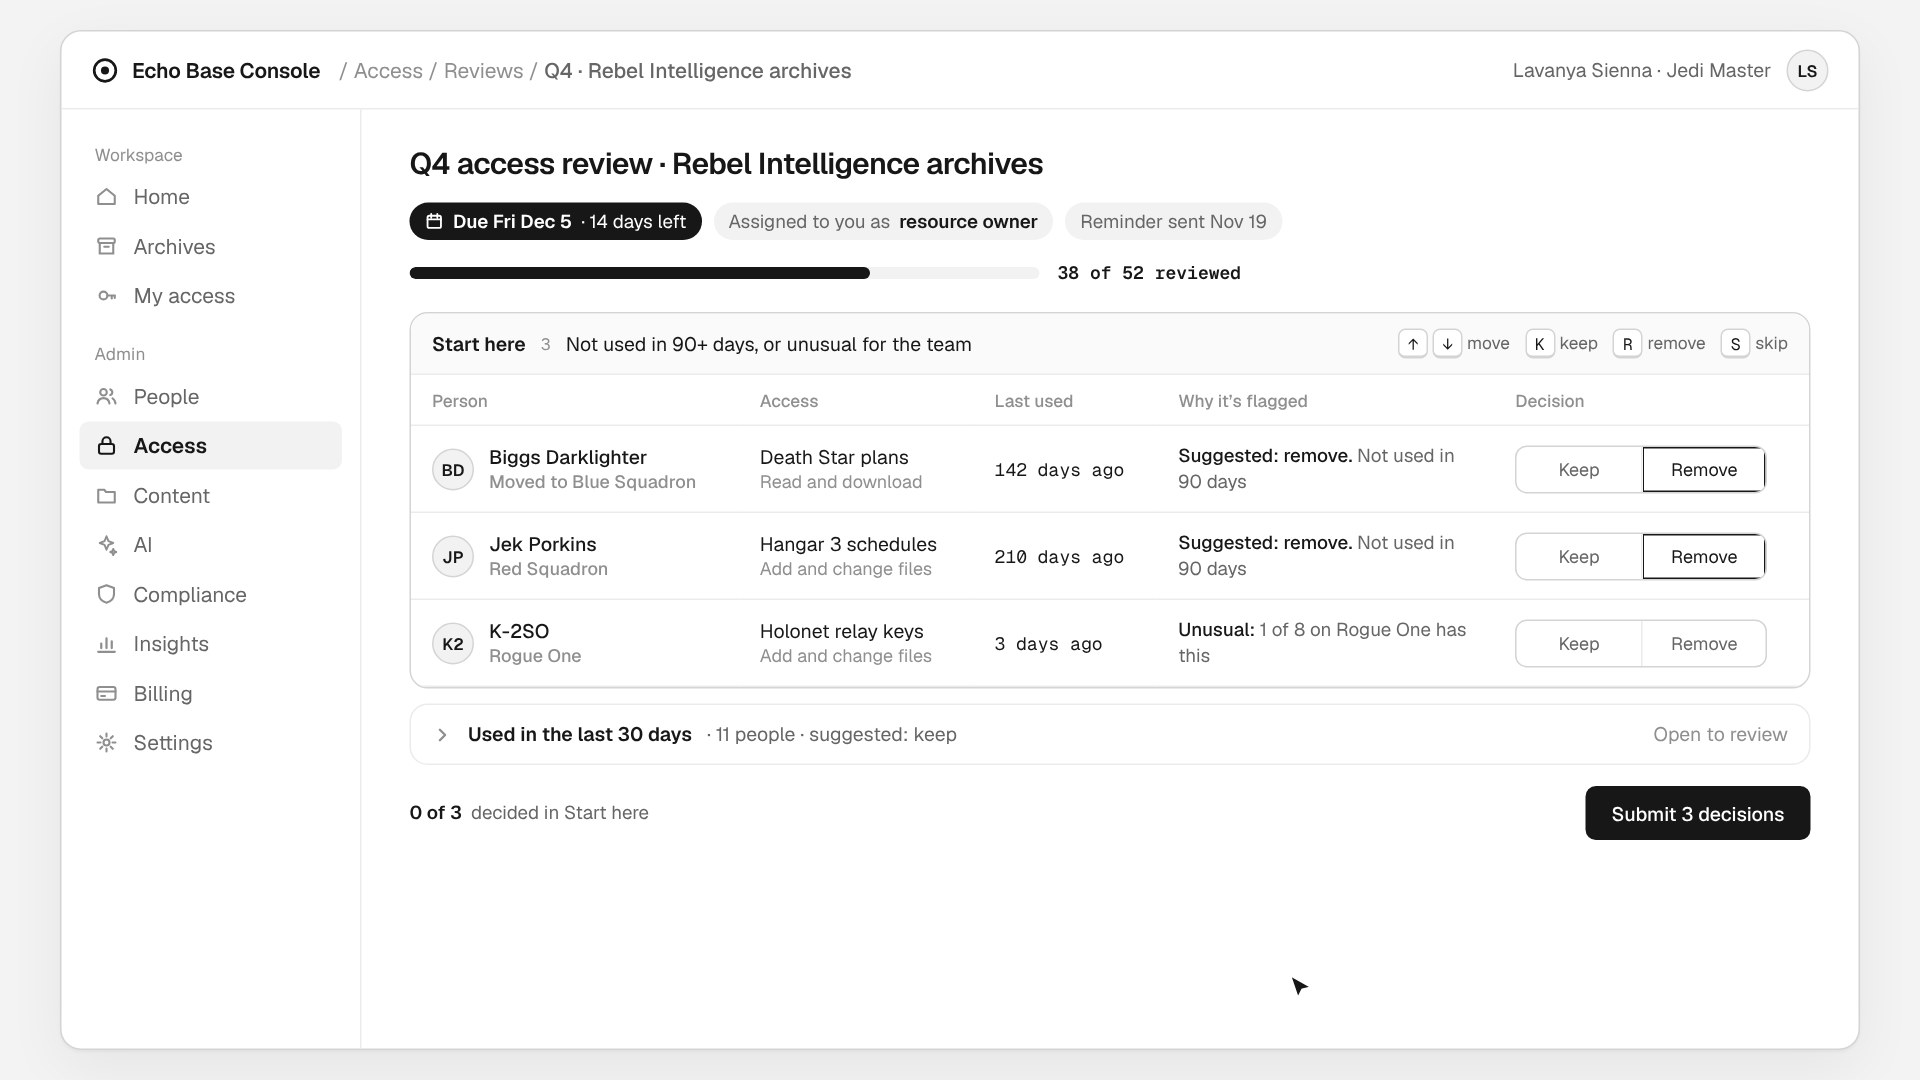 Echo Base Console / Access / Reviews / Q4 · Rebel Intelligence archives
Lavanya Sienna · Jedi Master LS
Workspace
Home
Archives
My access
Admin
People
Access
Content
AI
Compliance
Insights
Billing
Settings
Q4 access review · Rebel Intelligence archives
Due Fri Dec 5 · 14 days left
Assigned to you as resource owner
Reminder sent Nov 19
38 of 52 reviewed
Start here 3 Not used in 90+ days, or unusual for the team
↑ ↓ move K keep R remove S skip
Person Access Last used Why it’s flagged Decision
BD
Biggs Darklighter
Moved to Blue Squadron
Death Star plans
Read and download
142 days ago
Suggested: remove. Not used in
90 days
Keep Remove
JP
Jek Porkins
Red Squadron
Hangar 3 schedules
Add and change files
210 days ago
Suggested: remove. Not used in
90 days
Keep Remove
K2
K-2SO
Rogue One
Holonet relay keys
Add and change files
3 days ago
Unusual: 1 of 8 on Rogue One has
this
Keep Remove
Used in the last 30 days · 11 people · suggested: keep
Open to review
0 of 3 decided in Start here
Submit 3 decisions